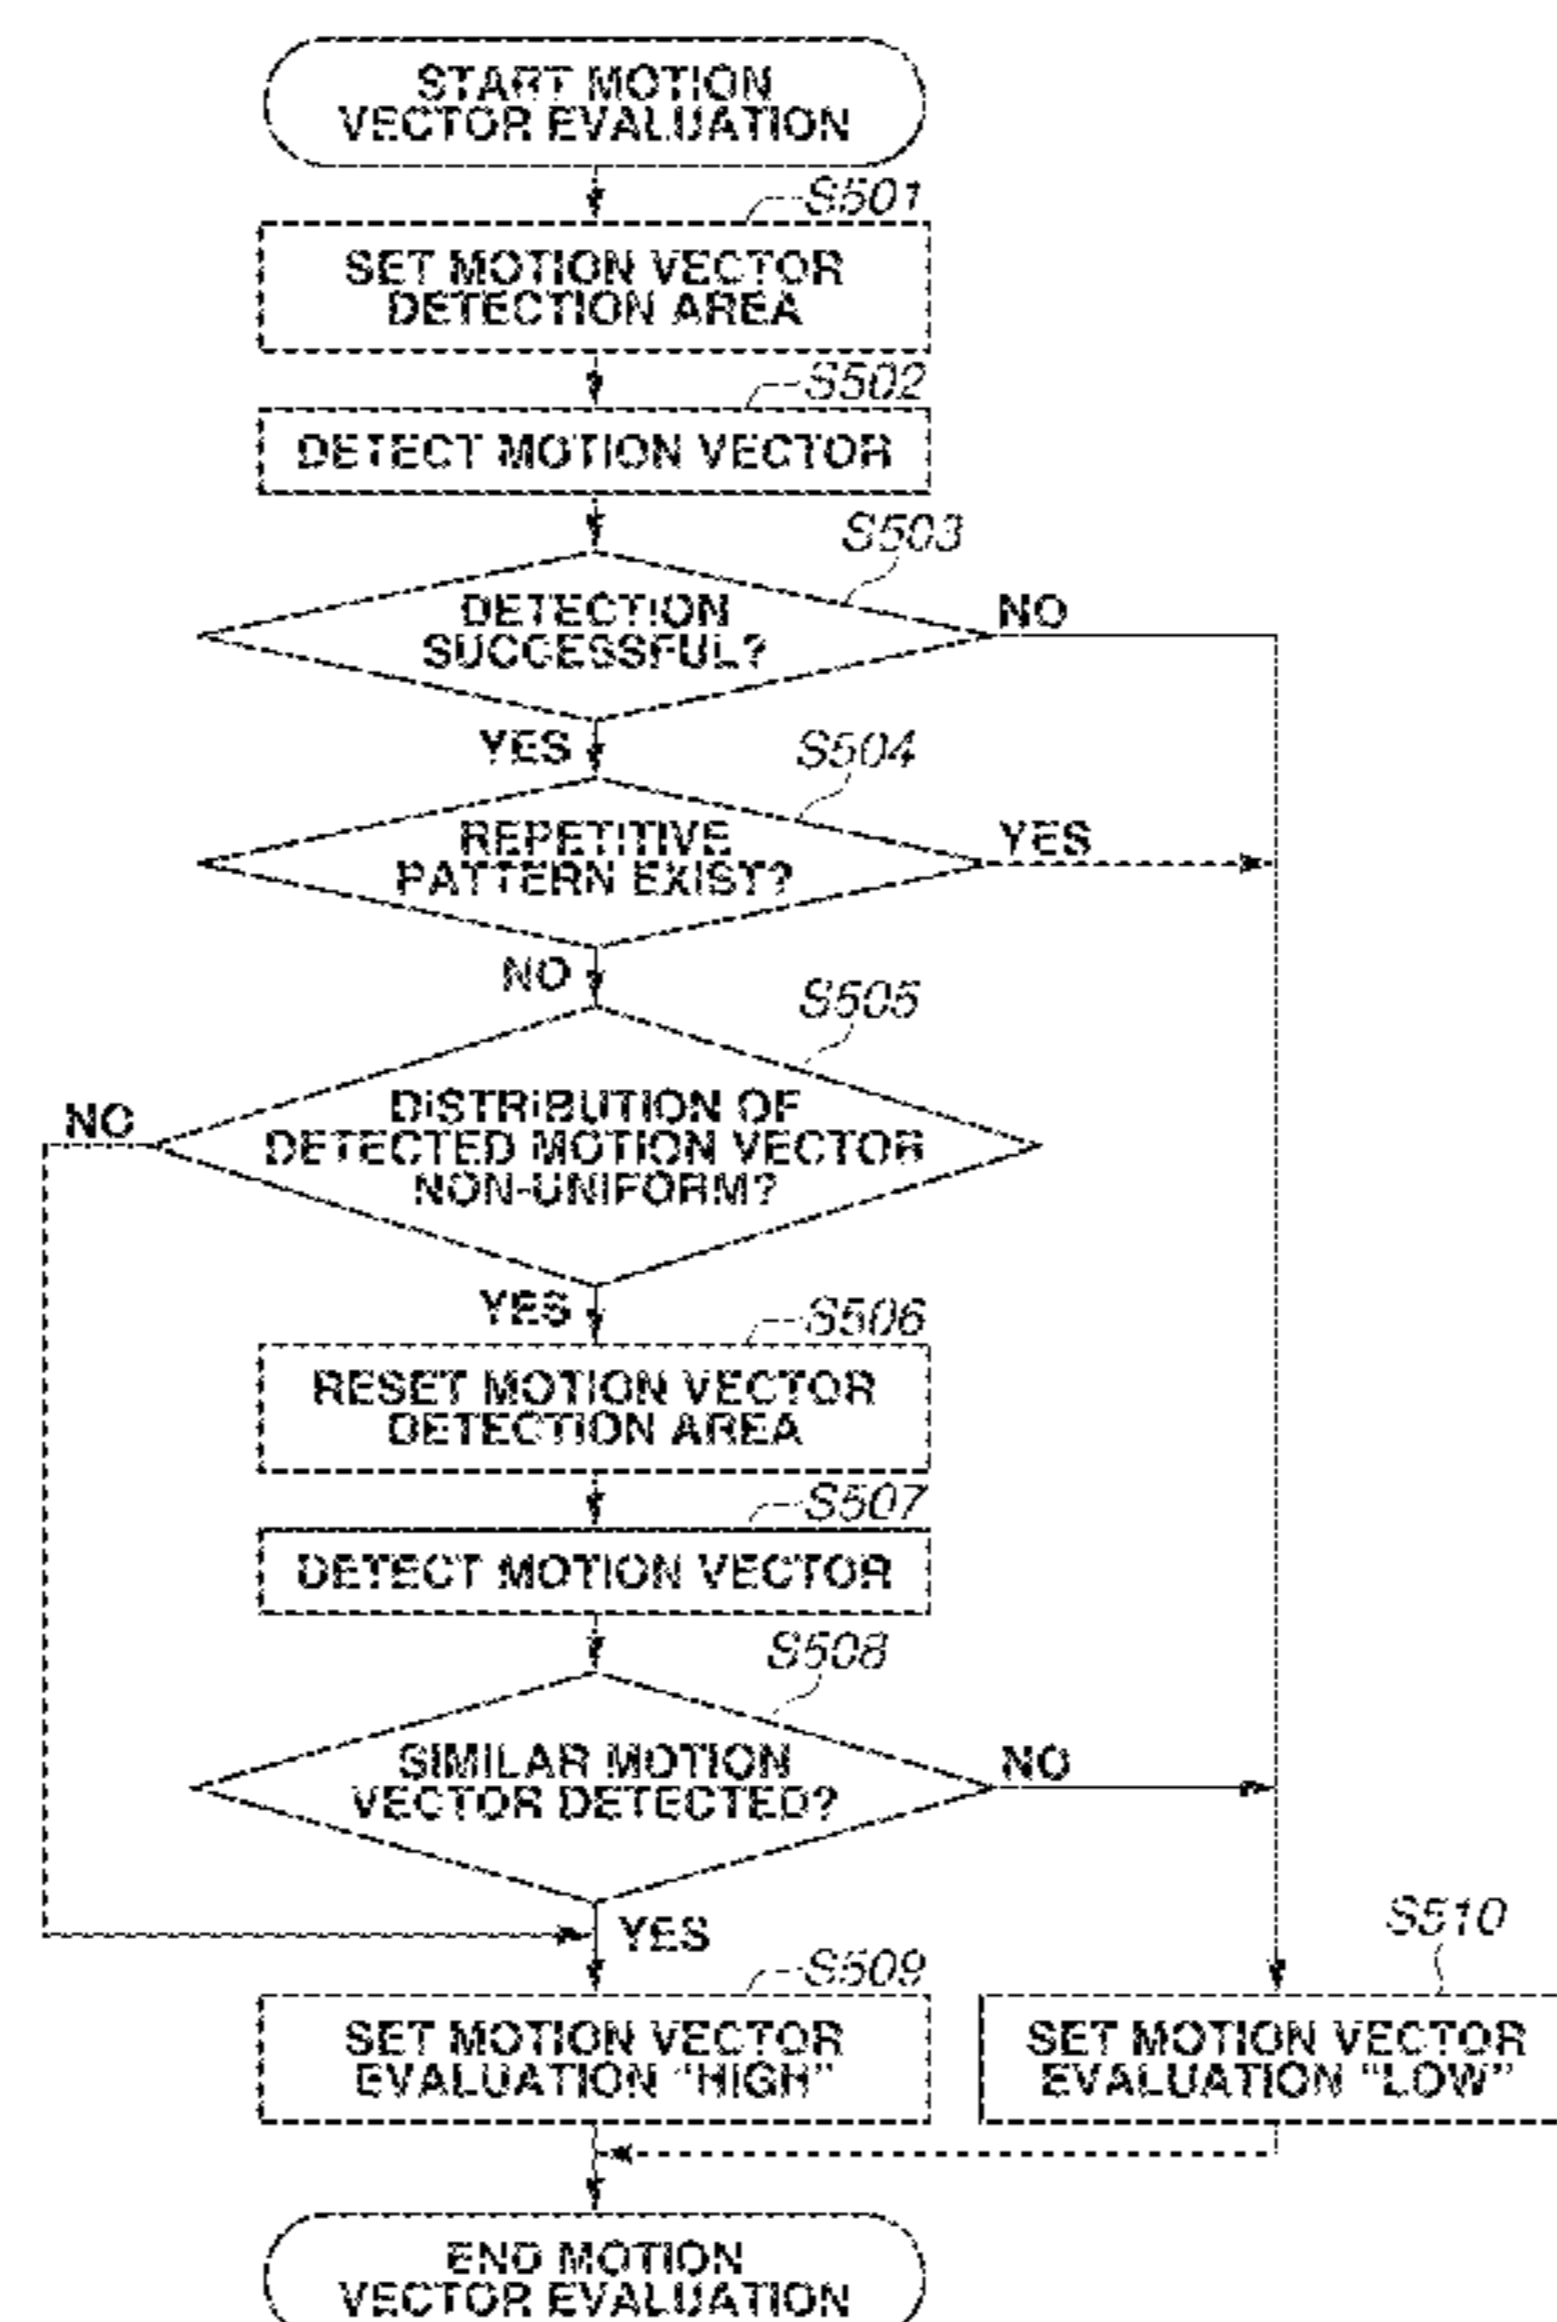 START MOTION
VECTOR EVALUATION
S501
SET MOTION VECTOR
DETECTION AREA
S502
DETECT MOTION VECTOR
S503
DETECTION
SUCCESSFUL?
NO
YES
S504
REPETITIVE
PATTERN EXIST?
YES
NO
S505
DISTRIBUTION OF
DETECTED MOTION VECTOR
NON-UNIFORM?
NO
YES
S506
RESET MOTION VECTOR
DETECTION AREA
S507
DETECT MOTION VECTOR
S508
SIMILAR MOTION
VECTOR DETECTED?
NO
YES
S509
SET MOTION VECTOR
EVALUATION "HIGH"
S510
SET MOTION VECTOR
EVALUATION "LOW"
END MOTION
VECTOR EVALUATION